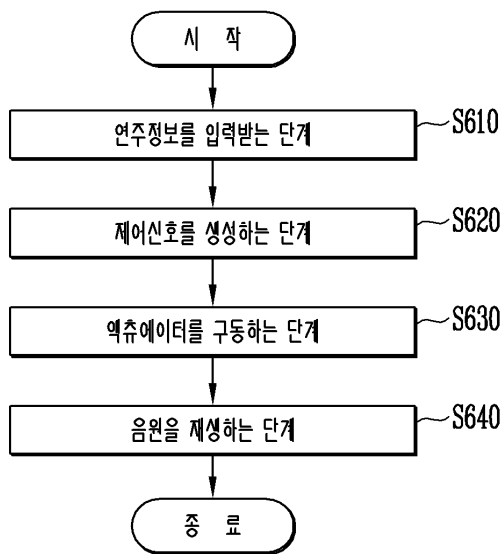 시 작
연주정보를 입력받는 단계
S610
제어신호를 생성하는 단계
S620
액츄에이터를 구동하는 단계
S630
음원을 재생하는 단계
S640
종 료